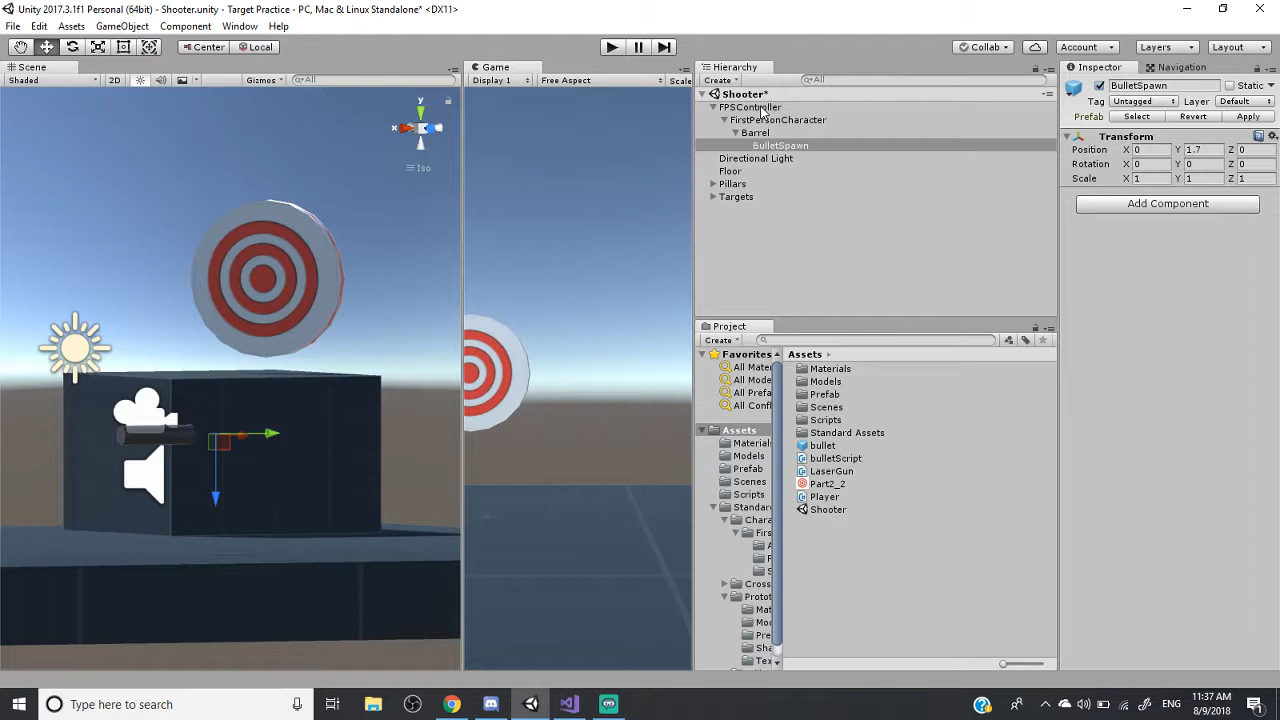 Unity 2017.3.1f1 Personal (64bit) - Shooter.unity - Target Practice - PC, Mac & Linux Standalone* <DX11>
File Edit Assets GameObject Component Window Help
Center Local Collab Account Layers Layout
Scene
Shaded 2D Gizmos All
y
x
Iso
Game
Display 1 Free Aspect Scale
Hierarchy
Create All
Shooter*
FPSController
FirstPersonCharacter
Barrel
BulletSpawn
Directional Light
Floor
Pillars
Targets
Project
Create
Favorites
All Mater
All Mode
All Prefa
All Confl
Assets
Material
Models
Prefab
Scenes
Scripts
Standar
Chara
Firs
A
P
S
Cross
Proto
Mat
Mo
Pre
Sha
Tex
Assets
Materials
Models
Prefab
Scenes
Scripts
Standard Assets
bullet
bulletScript
LaserGun
Part2_2
Player
Shooter
Inspector Navigation
BulletSpawn Static
Tag Untagged Layer Default
Prefab Select Revert Apply
Transform
Position X 0 Y 1.7 Z 0
Rotation X 0 Y 0 Z 0
Scale X 1 Y 1 Z 1
Add Component
Type here to search
ENG
11:37 AM
8/9/2018